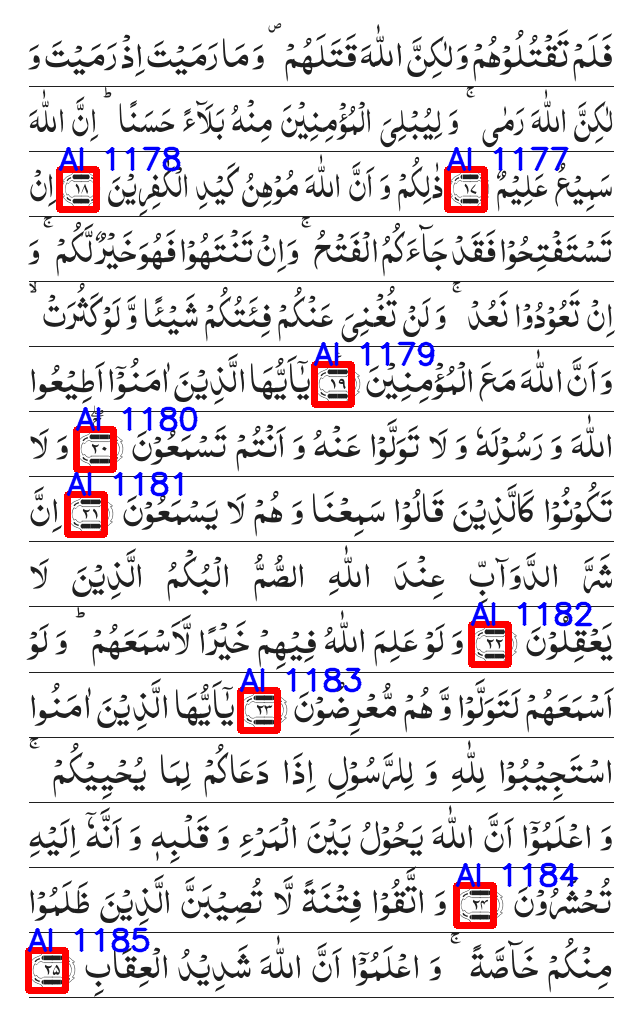 فَلَمْ تَقْتُلُوْهُمْ وَلٰكِنَّ اللّٰهَ قَتَلَهُمْ ۪ وَ مَا رَمَیْتَ اِذْ رَمَیْتَ وَ
لٰكِنَّ اللّٰهَ رَمٰی ۚ وَ لِیُبْلِیَ الْمُؤْمِنِیْنَ مِنْهُ بَلَآءً حَسَنًا ؕ اِنَّ اللّٰهَ
AI 1177 AI 1178
سَمِیْعٌ عَلِیْمٌ ۱۷ ذٰلِكُمْ وَ اَنَّ اللّٰهَ مُوْهِنُ كَیْدِ الْكٰفِرِیْنَ ۱۸ اِنْ
تَسْتَفْتِحُوْا فَقَدْ جَآءَكُمُ الْفَتْحُ ۚ وَ اِنْ تَنْتَهُوْا فَهُوَ خَیْرٌ لَّكُمْ ۚ وَ
اِنْ تَعُوْدُوْا نَعُدْ ۚ وَ لَنْ تُغْنِیَ عَنْكُمْ فِئَتُكُمْ شَیْـًٔا وَّ لَوْ كَثُرَتْ ۙ
AI 1179
وَ اَنَّ اللّٰهَ مَعَ الْمُؤْمِنِیْنَ ۱۹ یٰۤاَیُّهَا الَّذِیْنَ اٰمَنُوْۤا اَطِیْعُوا
AI 1180
اللّٰهَ وَ رَسُوْلَهٗ وَ لَا تَوَلَّوْا عَنْهُ وَ اَنْتُمْ تَسْمَعُوْنَ ۲۰ وَ لَا
AI 1181
تَكُوْنُوْا كَالَّذِیْنَ قَالُوْا سَمِعْنَا وَ هُمْ لَا یَسْمَعُوْنَ ۲۱ اِنَّ
شَرَّ الدَّوَآبِّ عِنْدَ اللّٰهِ الصُّمُّ الْبُكْمُ الَّذِیْنَ لَا
AI 1182
یَعْقِلُوْنَ ۲۲ وَ لَوْ عَلِمَ اللّٰهُ فِیْهِمْ خَیْرًا لَّاَسْمَعَهُمْ ؕ وَ لَوْ
AI 1183
اَسْمَعَهُمْ لَتَوَلَّوْا وَّ هُمْ مُّعْرِضُوْنَ ۲۳ یٰۤاَیُّهَا الَّذِیْنَ اٰمَنُوا
اسْتَجِیْبُوْا لِلّٰهِ وَ لِلرَّسُوْلِ اِذَا دَعَاكُمْ لِمَا یُحْیِیْكُمْ ۚ
وَ اعْلَمُوْۤا اَنَّ اللّٰهَ یَحُوْلُ بَیْنَ الْمَرْءِ وَ قَلْبِهٖ وَ اَنَّهٗۤ اِلَیْهِ
AI 1184
تُحْشَرُوْنَ ۲۴ وَ اتَّقُوْا فِتْنَةً لَّا تُصِیْبَنَّ الَّذِیْنَ ظَلَمُوْا
AI 1185
مِنْكُمْ خَآصَّةً ۚ وَ اعْلَمُوْۤا اَنَّ اللّٰهَ شَدِیْدُ الْعِقَابِ ۲۵